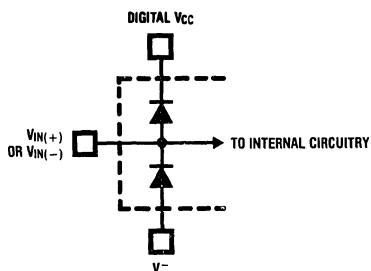 DIGITAL VCC
VIN(+)
OR VIN(−)
TO INTERNAL CIRCUITRY
V−